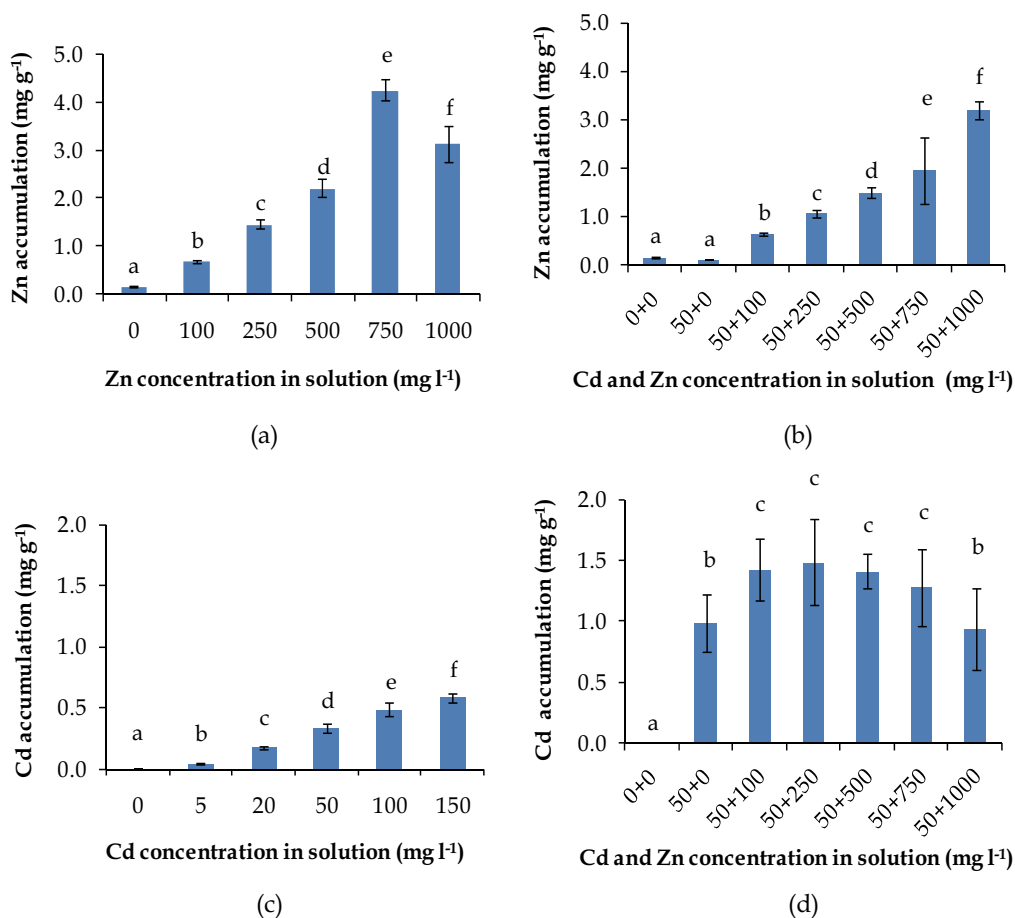 Zn accumulation (mg g-1)
5.0
4.0
3.0
2.0
1.0
0.0
a
b
c
d
e
f
0 100 250 500 750 1000
Zn concentration in solution (mg l-1)
(a)
Zn accumulation (mg g-1)
5.0
4.0
3.0
2.0
1.0
0.0
a
a
b
c
d
e
f
0+0 50+0 50+100 50+250 50+500 50+750 50+1000
Cd and Zn concentration in solution (mg l-1)
(b)
Cd accumulation (mg g-1)
2.0
1.5
1.0
0.5
0.0
a
b
c
d
e
f
0 5 20 50 100 150
Cd concentration in solution (mg l-1)
(c)
Cd accumulation (mg g-1)
2.0
1.5
1.0
0.5
0.0
a
b
c
c
c
c
b
0+0 50+0 50+100 50+250 50+500 50+750 50+1000
Cd and Zn concentration in solution (mg l-1)
(d)